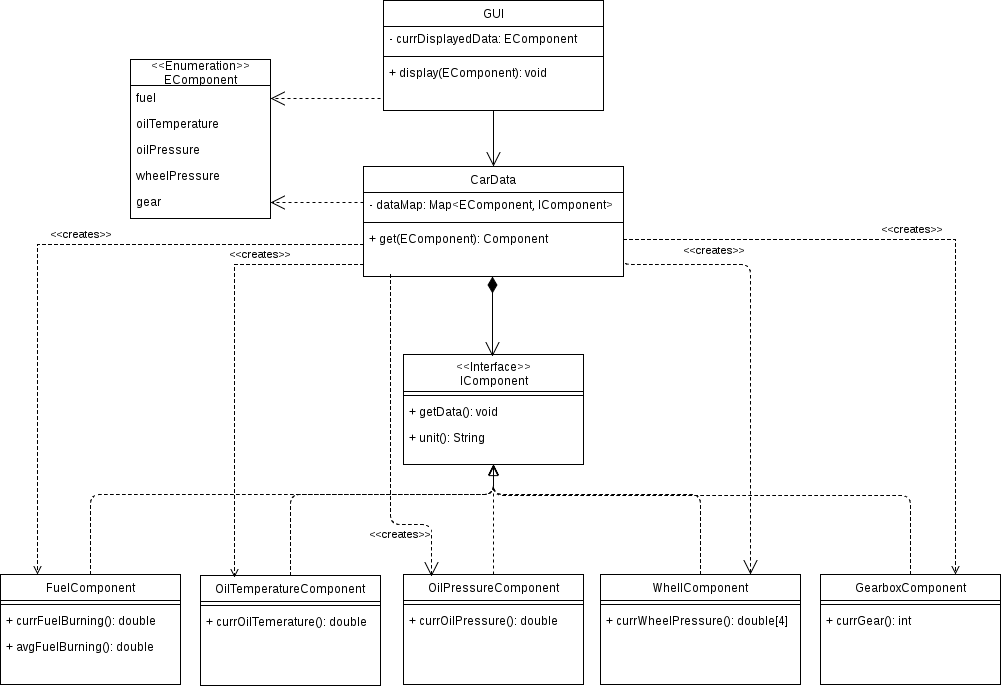 GUI
- currDisplayedData: EComponent
+ display(EComponent): void
<<Enumeration>>
EComponent
fuel
oilTemperature
oilPressure
wheelPressure
gear
CarData
- dataMap: Map<EComponent, IComponent>
+ get(EComponent): Component
<<creates>>
<<creates>>
<<creates>>
<<creates>>
<<Interface>>
IComponent
+ getData(): void
+ unit(): String
<<creates>>
FuelComponent
+ currFuelBurning(): double
+ avgFuelBurning(): double
OilTemperatureComponent
+ currOilTemerature(): double
OilPressureComponent
+ currOilPressure(): double
WhellComponent
+ currWheelPressure(): double[4]
GearboxComponent
+ currGear(): int